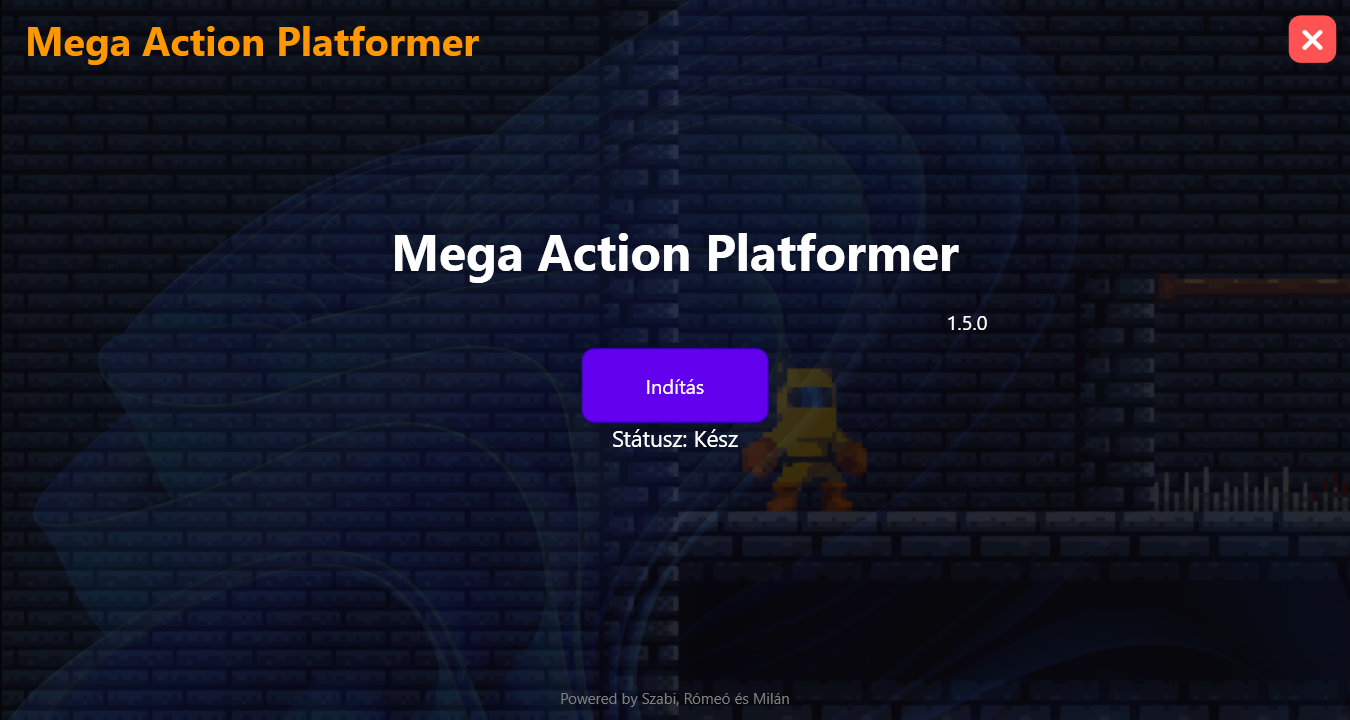 Mega Action Platformer
Mega Action Platformer
1.5.0
Indítás
Státusz: Kész
Powered by Szabi, Rómeó és Milán